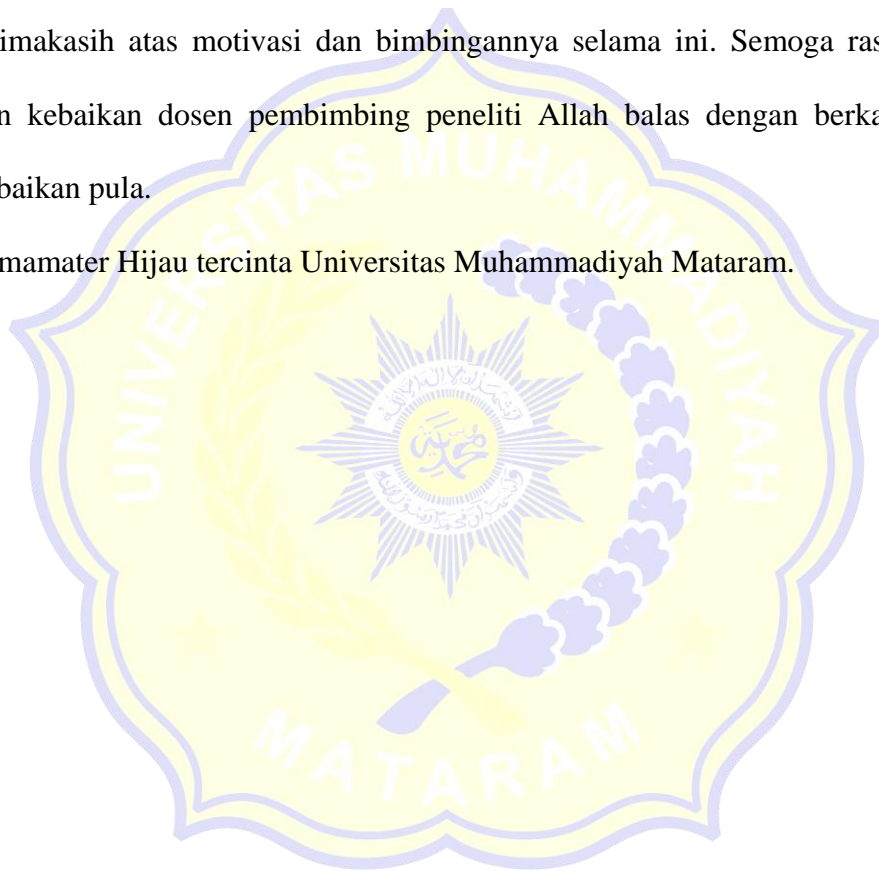 imakasih atas motivasi dan bimbingannya selama ini. Semoga ras
n kebaikan dosen pembimbing peneliti Allah balas dengan berka
baikan pula.
mamater Hijau tercinta Universitas Muhammadiyah Mataram.
UNIVERSITAS MUHAMMADIYAH
MATARAM